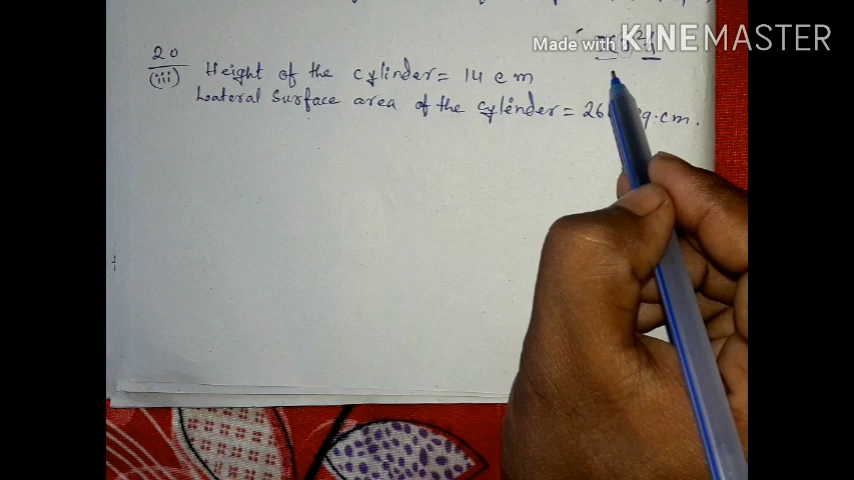 Made with KINEMASTER
20
(iii) Height of the cylinder = 14 cm
Lateral Surface area of the cylinder = 26 sq.cm.